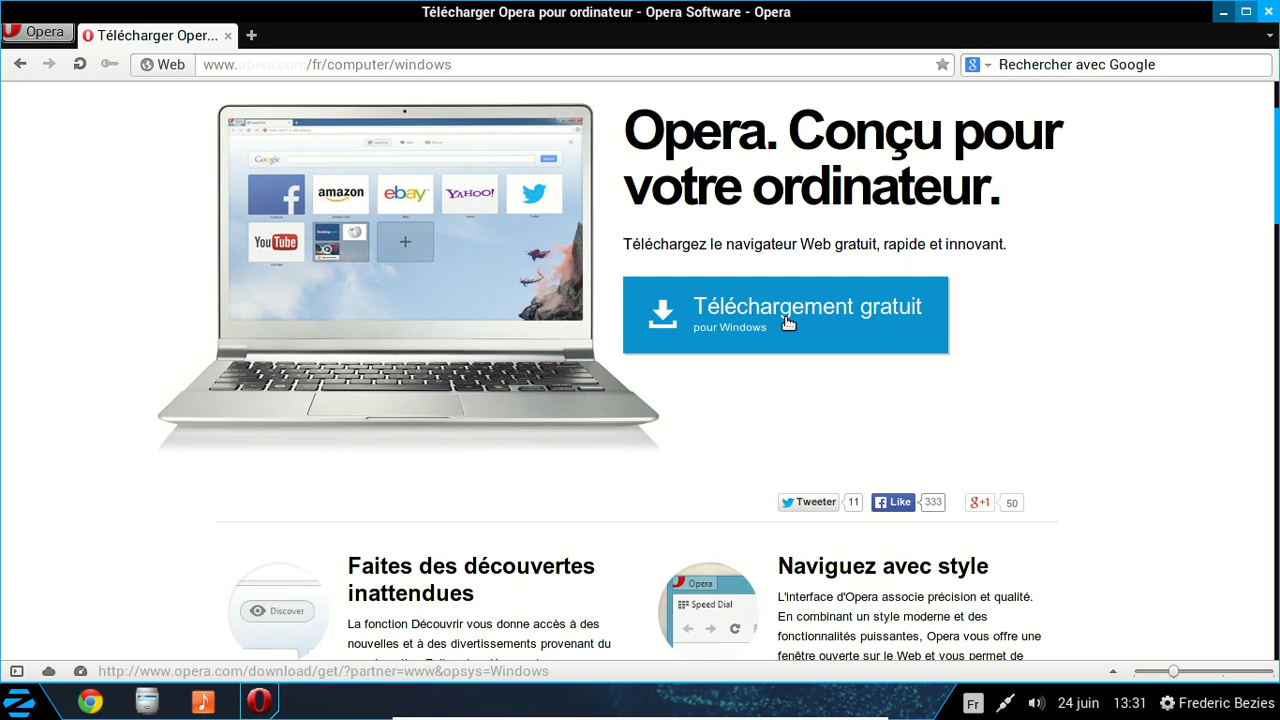 Télécharger Opera pour ordinateur - Opera Software - Opera
Opera
Télécharger Oper...
Web
www.opera.com/fr/computer/windows
Rechercher avec Google
Google
amazon
ebay
YAHOO!
YouTube
Opera. Conçu pour
votre ordinateur.
Téléchargez le navigateur Web gratuit, rapide et innovant.
Téléchargement gratuit
pour Windows
Tweeter
11
Like
333
+1
50
Faites des découvertes
inattendues
Discover
La fonction Découvrir vous donne accès à des
nouvelles et à des divertissements provenant du
Opera
Speed Dial
Naviguez avec style
L'interface d'Opera associe précision et qualité.
En combinant un style moderne et des
fonctionnalités puissantes, Opera vous offre une
fenêtre ouverte sur le Web et vous permet de
http://www.opera.com/download/get/?partner=www&opsys=Windows
Fr
24 juin
13:31
Frederic Bezies